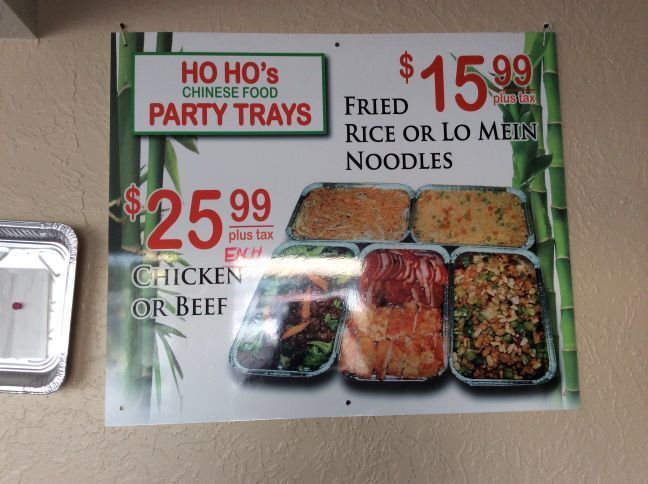 HO HO's
CHINESE FOOD
PARTY TRAYS
$15.99
plus tax
FRIED
RICE OR LO MEIN
NOODLES
$25.99
plus tax
EACH
CHICKEN
OR BEEF